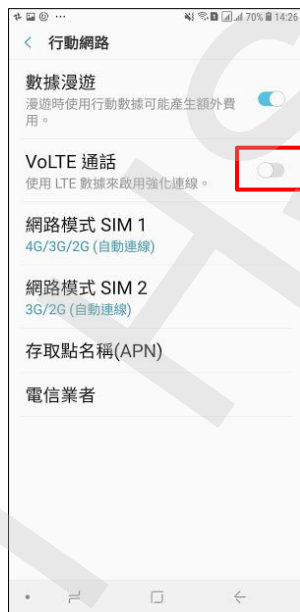 70% 14:26
行動網路
數據漫遊
漫遊時使用行動數據可能產生額外費
用。
VoLTE 通話
使用 LTE 數據來啟用強化連線。
網路模式 SIM 1
4G/3G/2G (自動連線)
網路模式 SIM 2
3G/2G (自動連線)
存取點名稱(APN)
電信業者